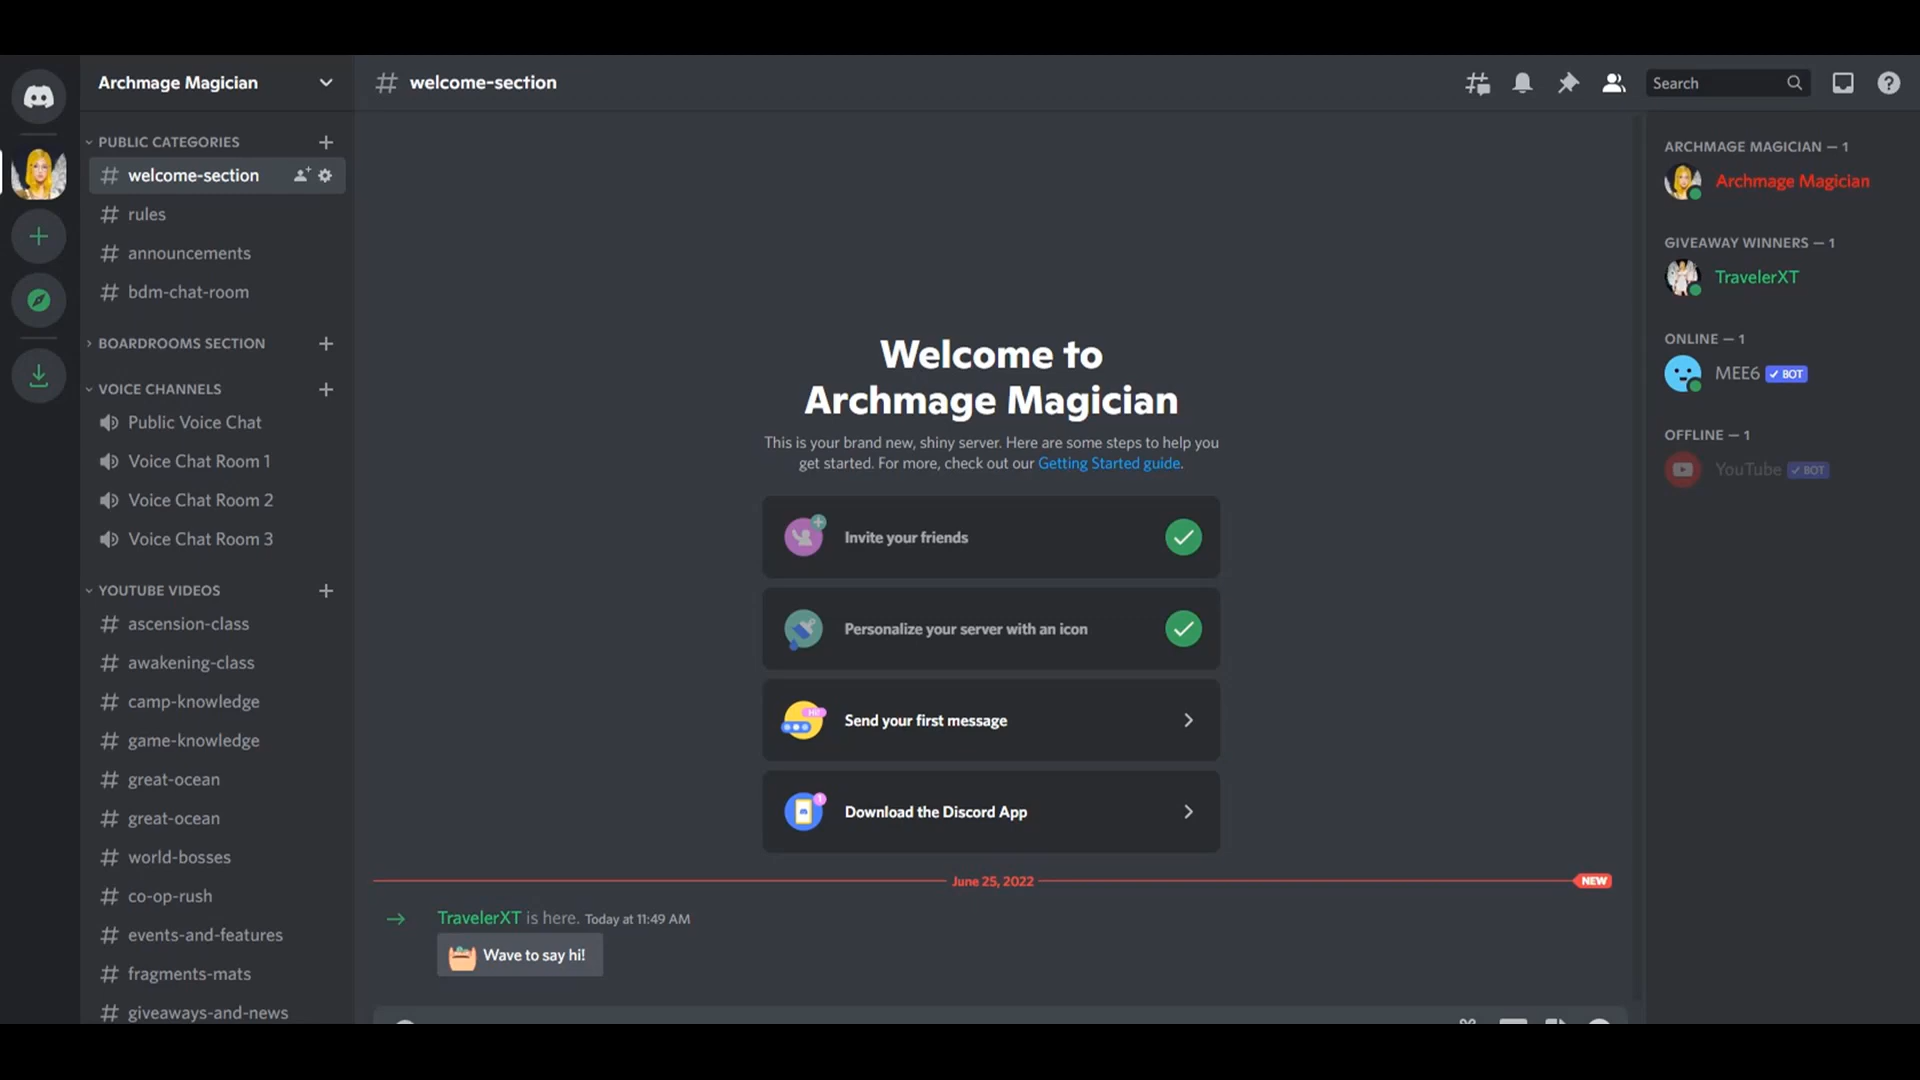 Archmage Magician
PUBLIC CATEGORIES
welcome-section
rules
announcements
bdm-chat-room
BOARDROOMS SECTION
VOICE CHANNELS
Public Voice Chat
Voice Chat Room 1
Voice Chat Room 2
Voice Chat Room 3
YOUTUBE VIDEOS
ascension-class
awakening-class
camp-knowledge
game-knowledge
great-ocean
great-ocean
world-bosses
co-op-rush
events-and-features
fragments-mats
giveaways-and-news
welcome-section
Search
Welcome to
Archmage Magician
This is your brand new, shiny server. Here are some steps to help you
get started. For more, check out our Getting Started guide.
Invite your friends
Personalize your server with an icon
Send your first message
Download the Discord App
June 25, 2022
NEW
TravelerXT is here. Today at 11:49 AM
Wave to say hi!
ARCHMAGE MAGICIAN — 1
Archmage Magician
GIVEAWAY WINNERS — 1
TravelerXT
ONLINE — 1
MEE6 ✓ BOT
OFFLINE — 1
YouTube ✓ BOT